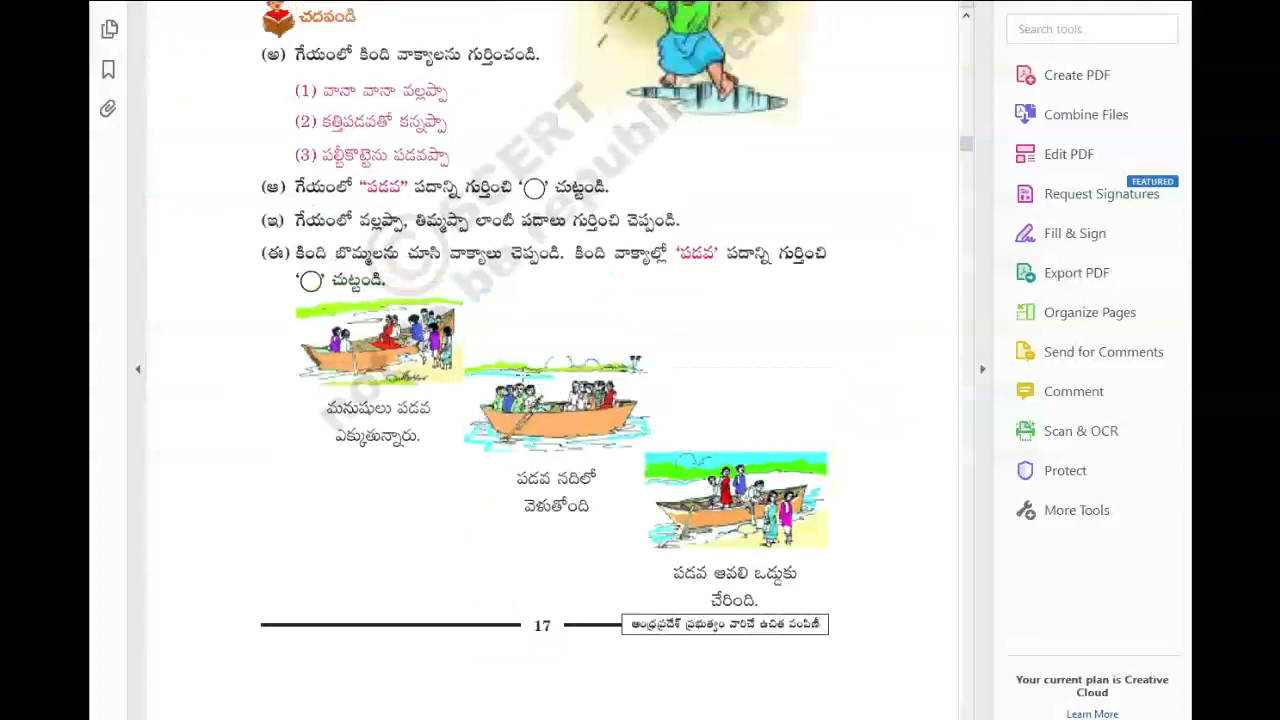 చదవండి
(అ) గేయంలో కింది వాక్యాలను గుర్తించండి.
(1) వానా వానా వల్లప్పా
(2) కత్తిపడవతో కన్నప్పా
(3) పల్టీకొట్టెను పడవప్పా
(ఆ) గేయంలో “పడవ” పదాన్ని గుర్తించి ‘◯’ చుట్టండి.
(ఇ) గేయంలో వల్లప్పా, తిమ్మప్పా లాంటి పదాలు గుర్తించి చెప్పండి.
(ఈ) కింది బొమ్మలను చూసి వాక్యాలు చెప్పండి. కింది వాక్యాల్లో ‘పడవ’ పదాన్ని గుర్తించి
‘◯’ చుట్టండి.
మనుషులు పడవ
ఎక్కుతున్నారు.
పడవ నదిలో
వెళుతోంది
పడవ ఆవలి ఒడ్డుకు
చేరింది.
17
ఆంధ్రప్రదేశ్ ప్రభుత్వం వారిచే ఉచిత పంపిణీ
Search tools
Create PDF
Combine Files
Edit PDF
FEATURED
Request Signatures
Fill & Sign
Export PDF
Organize Pages
Send for Comments
Comment
Scan & OCR
Protect
More Tools
Your current plan is Creative
Cloud
Learn More